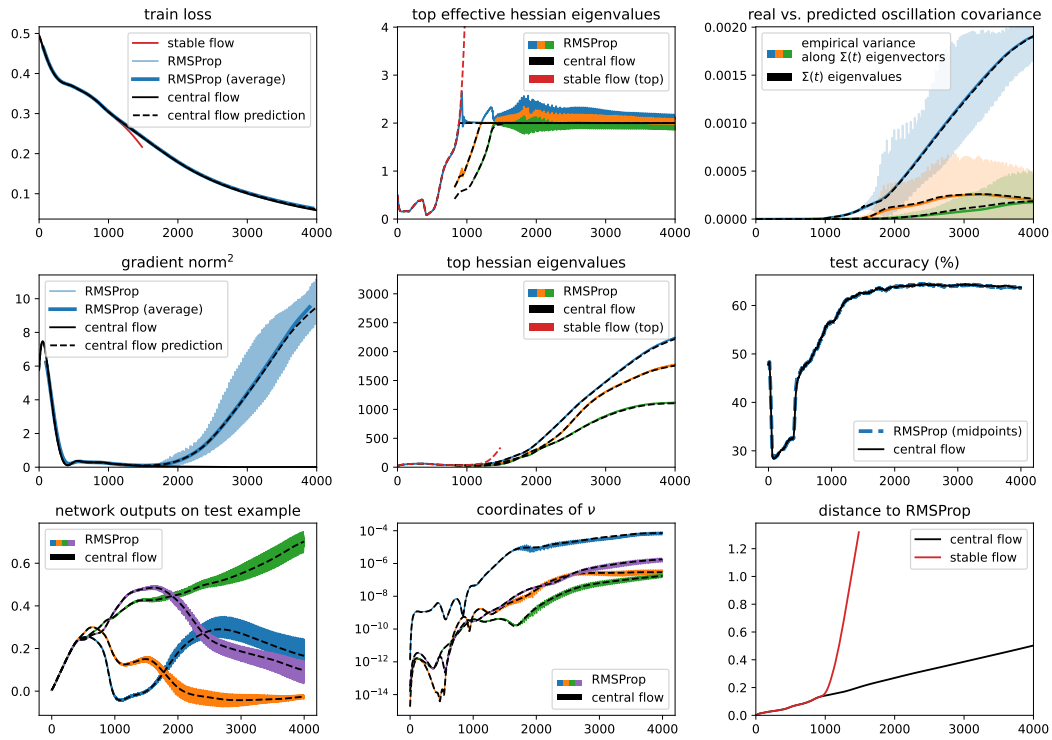 train loss
0.5
0.4
0.3
0.2
0.1
0 1000 2000 3000 4000
stable flow
RMSProp
RMSProp (average)
central flow
central flow prediction
top effective hessian eigenvalues
4
3
2
1
0
0 1000 2000 3000 4000
RMSProp
central flow
stable flow (top)
real vs. predicted oscillation covariance
0.0020
0.0015
0.0010
0.0005
0.0000
0 1000 2000 3000 4000
empirical variance
along Σ(t) eigenvectors
Σ(t) eigenvalues
gradient norm²
10
8
6
4
2
0
0 1000 2000 3000 4000
RMSProp
RMSProp (average)
central flow
central flow prediction
top hessian eigenvalues
3000
2500
2000
1500
1000
500
0
0 1000 2000 3000 4000
RMSProp
central flow
stable flow (top)
test accuracy (%)
60
50
40
30
0 1000 2000 3000 4000
RMSProp (midpoints)
central flow
network outputs on test example
0.6
0.4
0.2
0.0
0 1000 2000 3000 4000
RMSProp
central flow
coordinates of ν
10⁻⁴
10⁻⁶
10⁻⁸
10⁻¹⁰
10⁻¹²
10⁻¹⁴
0 1000 2000 3000 4000
RMSProp
central flow
distance to RMSProp
1.2
1.0
0.8
0.6
0.4
0.2
0.0
0 1000 2000 3000 4000
central flow
stable flow